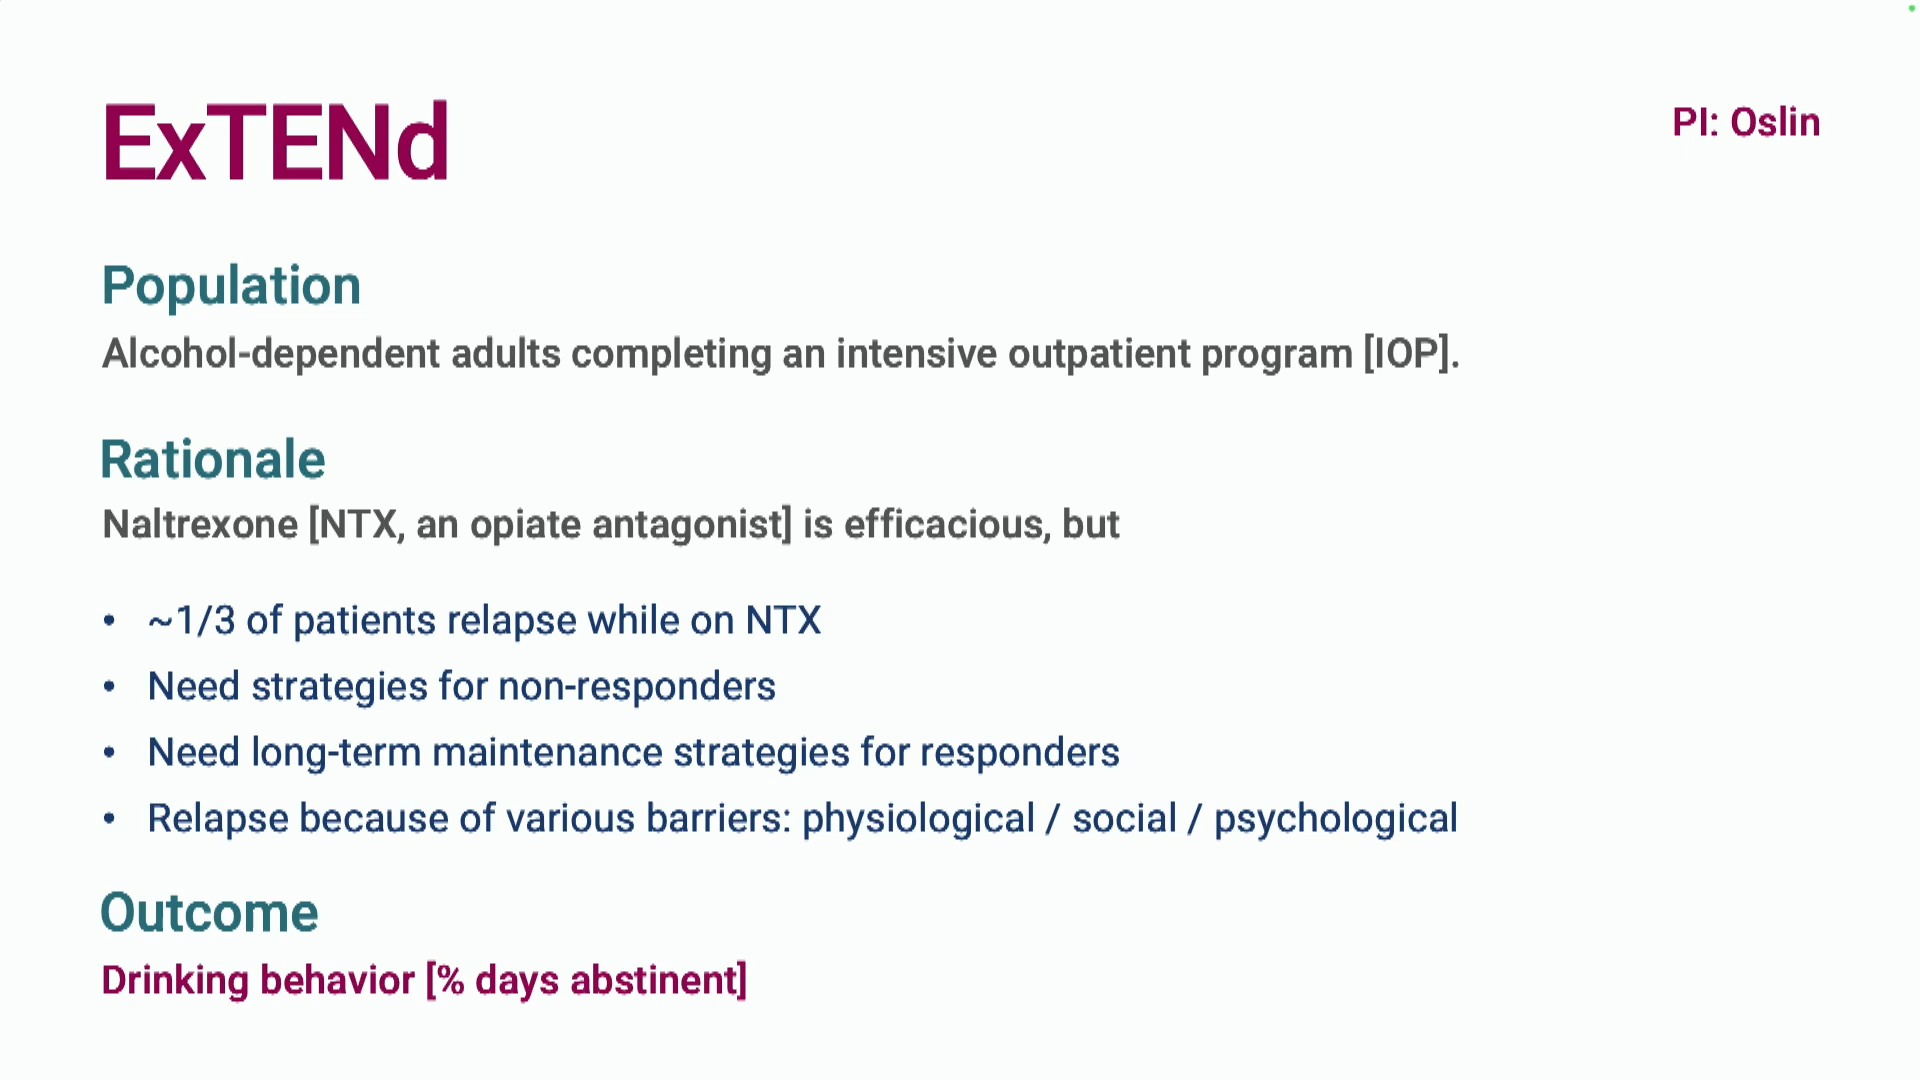 ExTENd
PI: Oslin
Population
Alcohol-dependent adults completing an intensive outpatient program [IOP].
Rationale
Naltrexone [NTX, an opiate antagonist] is efficacious, but
• ~1/3 of patients relapse while on NTX
• Need strategies for non-responders
• Need long-term maintenance strategies for responders
• Relapse because of various barriers: physiological / social / psychological
Outcome
Drinking behavior [% days abstinent]